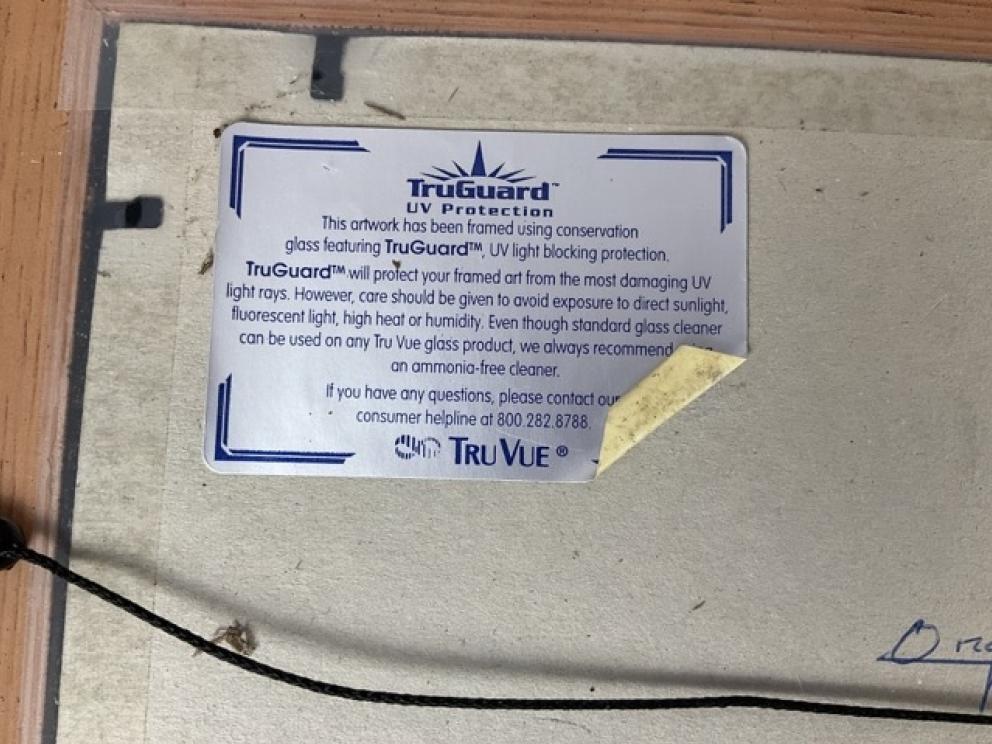 TruGuard™
UV Protection
This artwork has been framed using conservation
glass featuring TruGuard™, UV light blocking protection.
TruGuard™ will protect your framed art from the most damaging UV
light rays. However, care should be given to avoid exposure to direct sunlight,
fluorescent light, high heat or humidity. Even though standard glass cleaner
can be used on any Tru Vue glass product, we always recommend
an ammonia-free cleaner.
If you have any questions, please contact our
consumer helpline at 800.282.8788.
TRU VUE ®